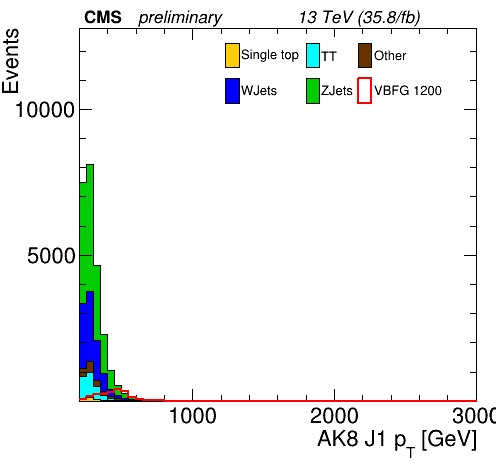 CMS preliminary 13 TeV (35.8/fb)
Events
Single top TT Other
WJets ZJets VBFG 1200
10000
5000
1000 2000 3000
AK8 J1 p_T [GeV]